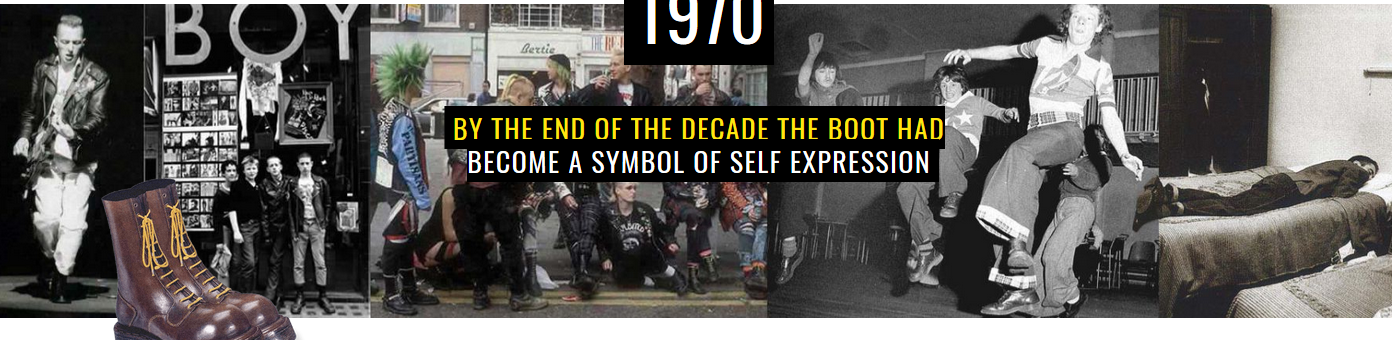 1970
BOY
Bertie
BY THE END OF THE DECADE THE BOOT HAD
BECOME A SYMBOL OF SELF EXPRESSION